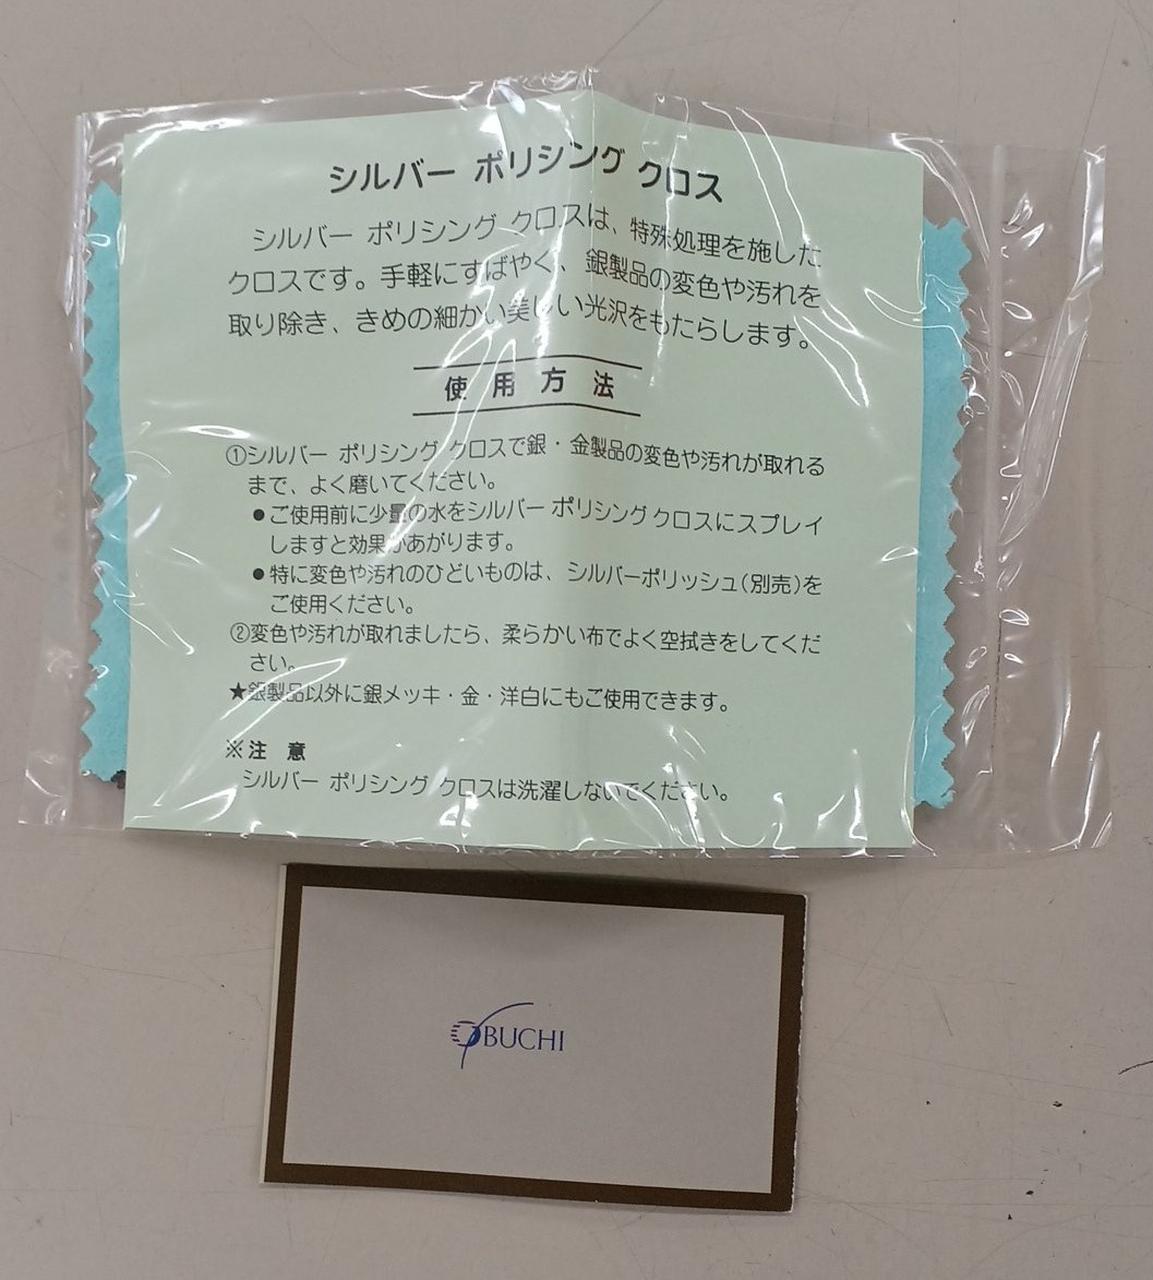 シルバー ポリシング クロス
シルバー ポリシング クロスは、特殊処理を施した
クロスです。手軽にすばやく、銀製品の変色や汚れを
取り除き、きめの細かい美しい光沢をもたらします。
使用方法
①シルバー ポリシング クロスで銀・金製品の変色や汚れが取れる
まで、よく磨いてください。
●ご使用前に少量の水をシルバー ポリシング クロスにスプレイ
しますと効果があがります。
●特に変色や汚れのひどいものは、シルバーポリッシュ(別売)を
ご使用ください。
②変色や汚れが取れましたら、柔らかい布でよく空拭きをしてくだ
さい。
★銀製品以外に銀メッキ・金・洋白にもご使用できます。
※注意
シルバー ポリシング クロスは洗濯しないでください。
OBUCHI